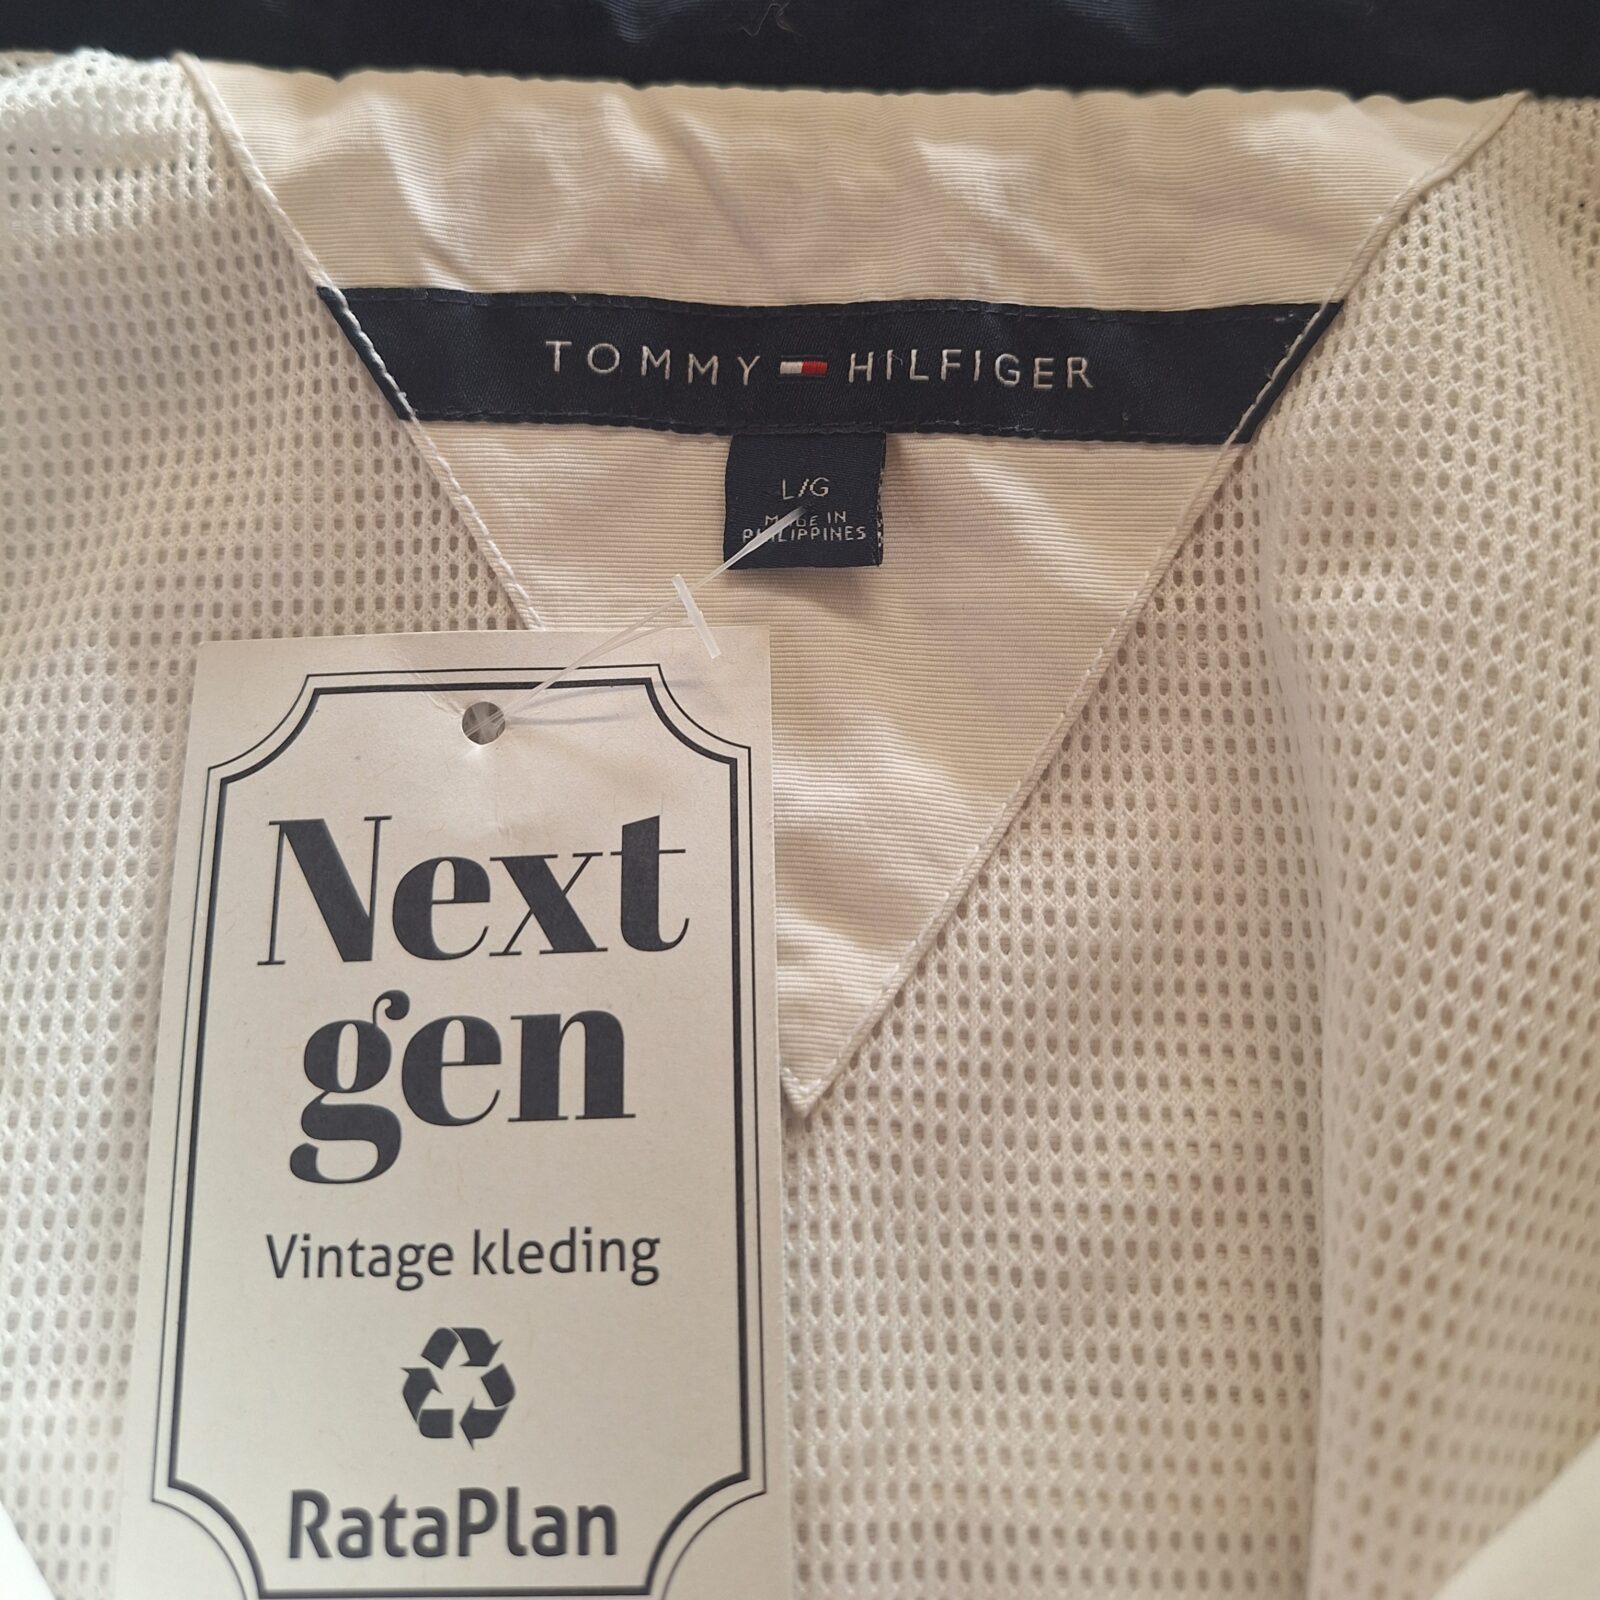 TOMMY HILFIGER
L/G
MADE IN
PHILIPPINES
Next
gen
Vintage kleding
RataPlan